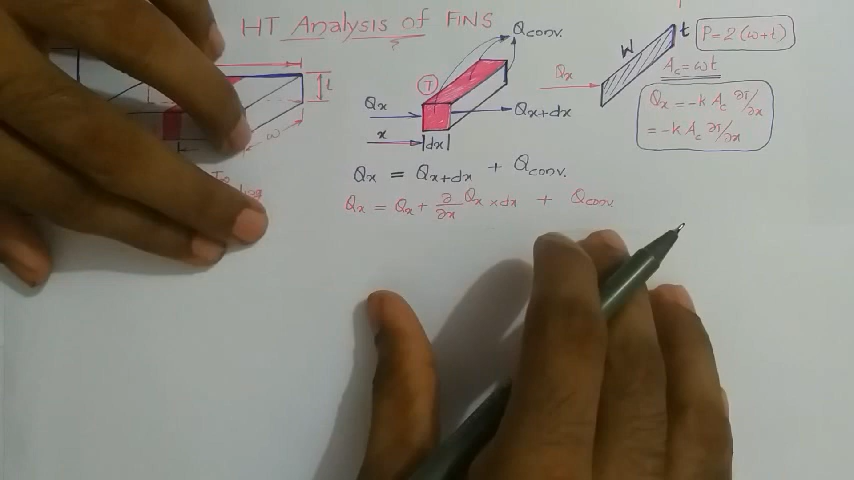 HT Analysis of FINS
?
Qconv.
t
W
P = 2(w+t)
Ac = wt
Qx
T
Qx
Qx+dx
x
|dx|
Qx = -k Ac ∂T/∂x
= -k Ac ∂T/∂x
t
w
Qx = Qx+dx + Qconv.
Qx = Qx + ∂/∂x Qx × dx + Qconv
To